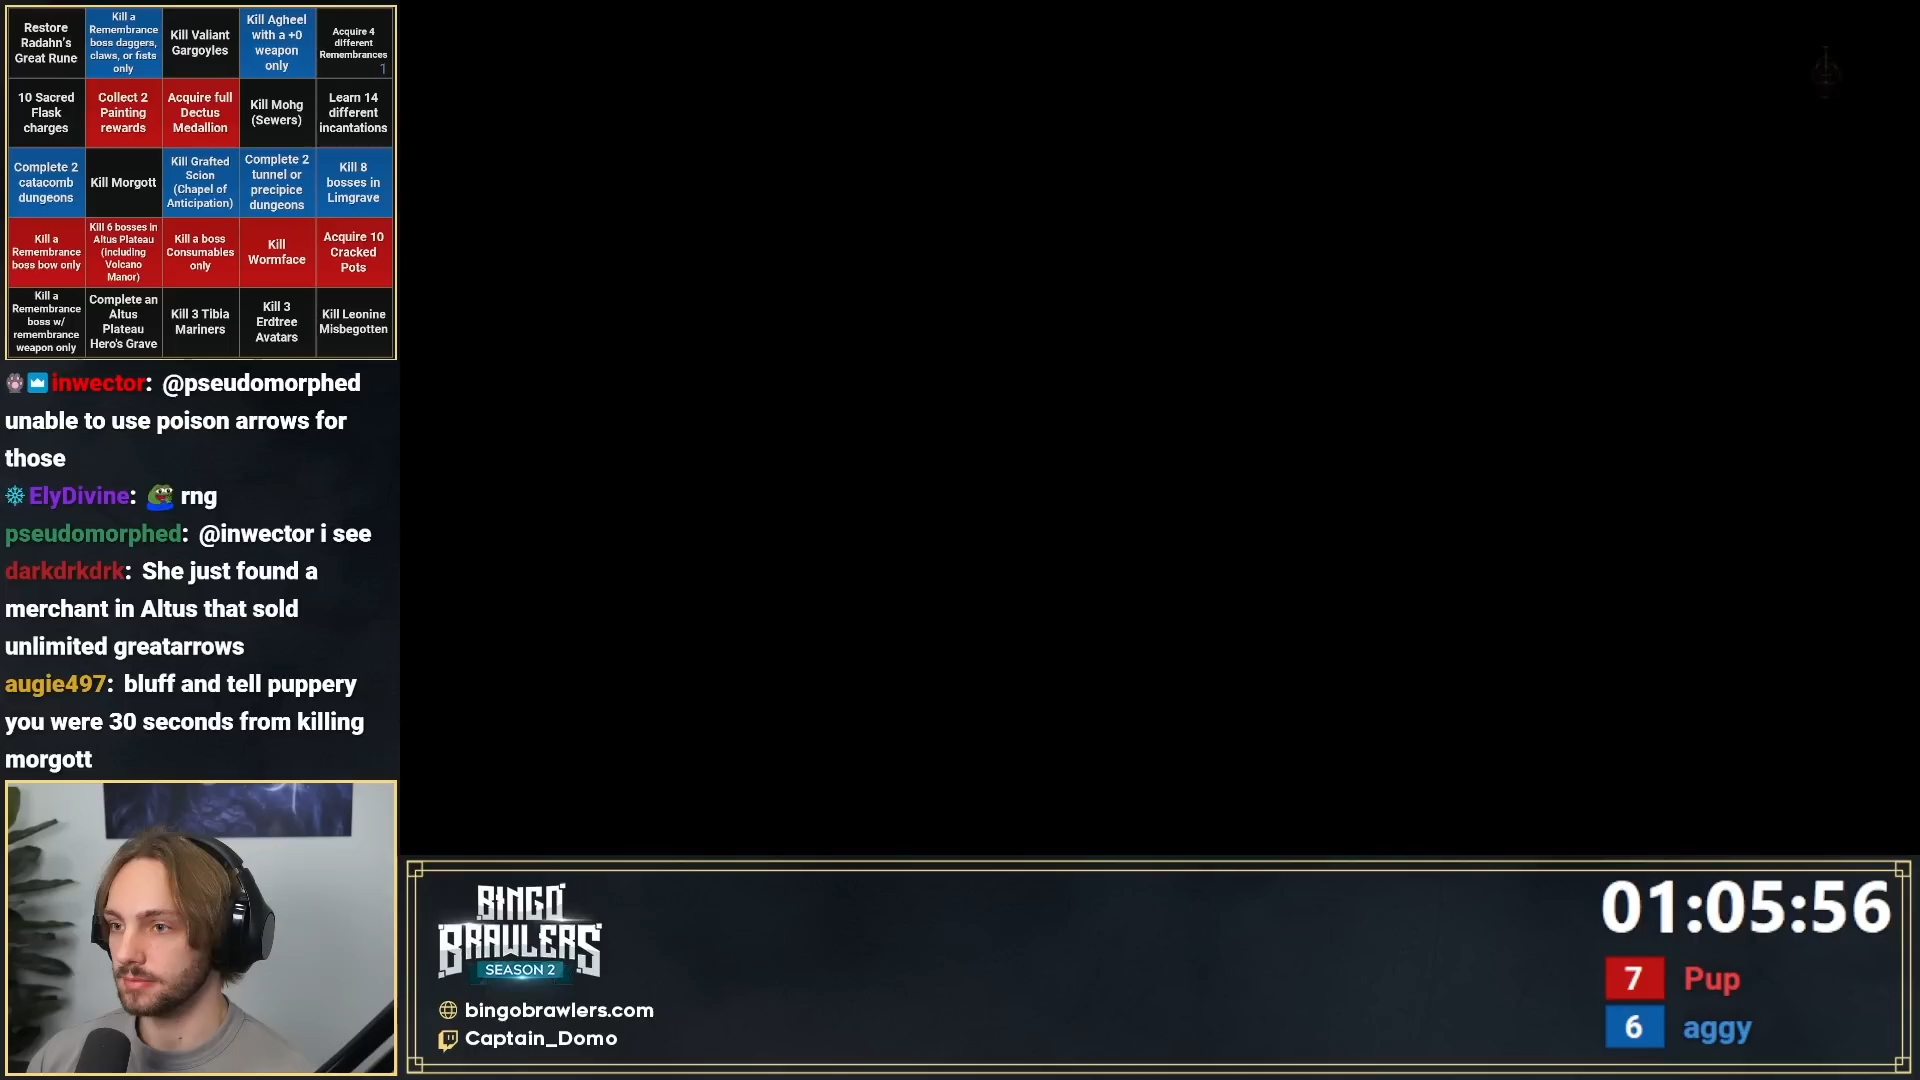 Restore
Radahn's
Great Rune
Kill a
Remembrance
boss daggers,
claws, or fists
only
Kill Valiant
Gargoyles
Kill Agheel
with a +0
weapon
only
Acquire 4
different
Remembrances
1
10 Sacred
Flask
charges
Collect 2
Painting
rewards
Acquire full
Dectus
Medallion
Kill Mohg
(Sewers)
Learn 14
different
incantations
Complete 2
catacomb
dungeons
Kill Morgott
Kill Grafted
Scion
(Chapel of
Anticipation)
Complete 2
tunnel or
precipice
dungeons
Kill 8
bosses in
Limgrave
Kill a
Remembrance
boss bow only
Kill 6 bosses in
Altus Plateau
(including
Volcano
Manor)
Kill a boss
Consumables
only
Kill
Wormface
Acquire 10
Cracked
Pots
Kill a
Remembrance
boss w/
remembrance
weapon only
Complete an
Altus
Plateau
Hero's Grave
Kill 3 Tibia
Mariners
Kill 3
Erdtree
Avatars
Kill Leonine
Misbegotten
inwector: @pseudomorphed
unable to use poison arrows for
those
ElyDivine: rng
pseudomorphed: @inwector i see
darkdrkdrk: She just found a
merchant in Altus that sold
unlimited greatarrows
augie497: bluff and tell puppery
you were 30 seconds from killing
morgott
BINGO
BRAWLERS
SEASON 2
bingobrawlers.com
Captain_Domo
01:05:56
7 Pup
6 aggy